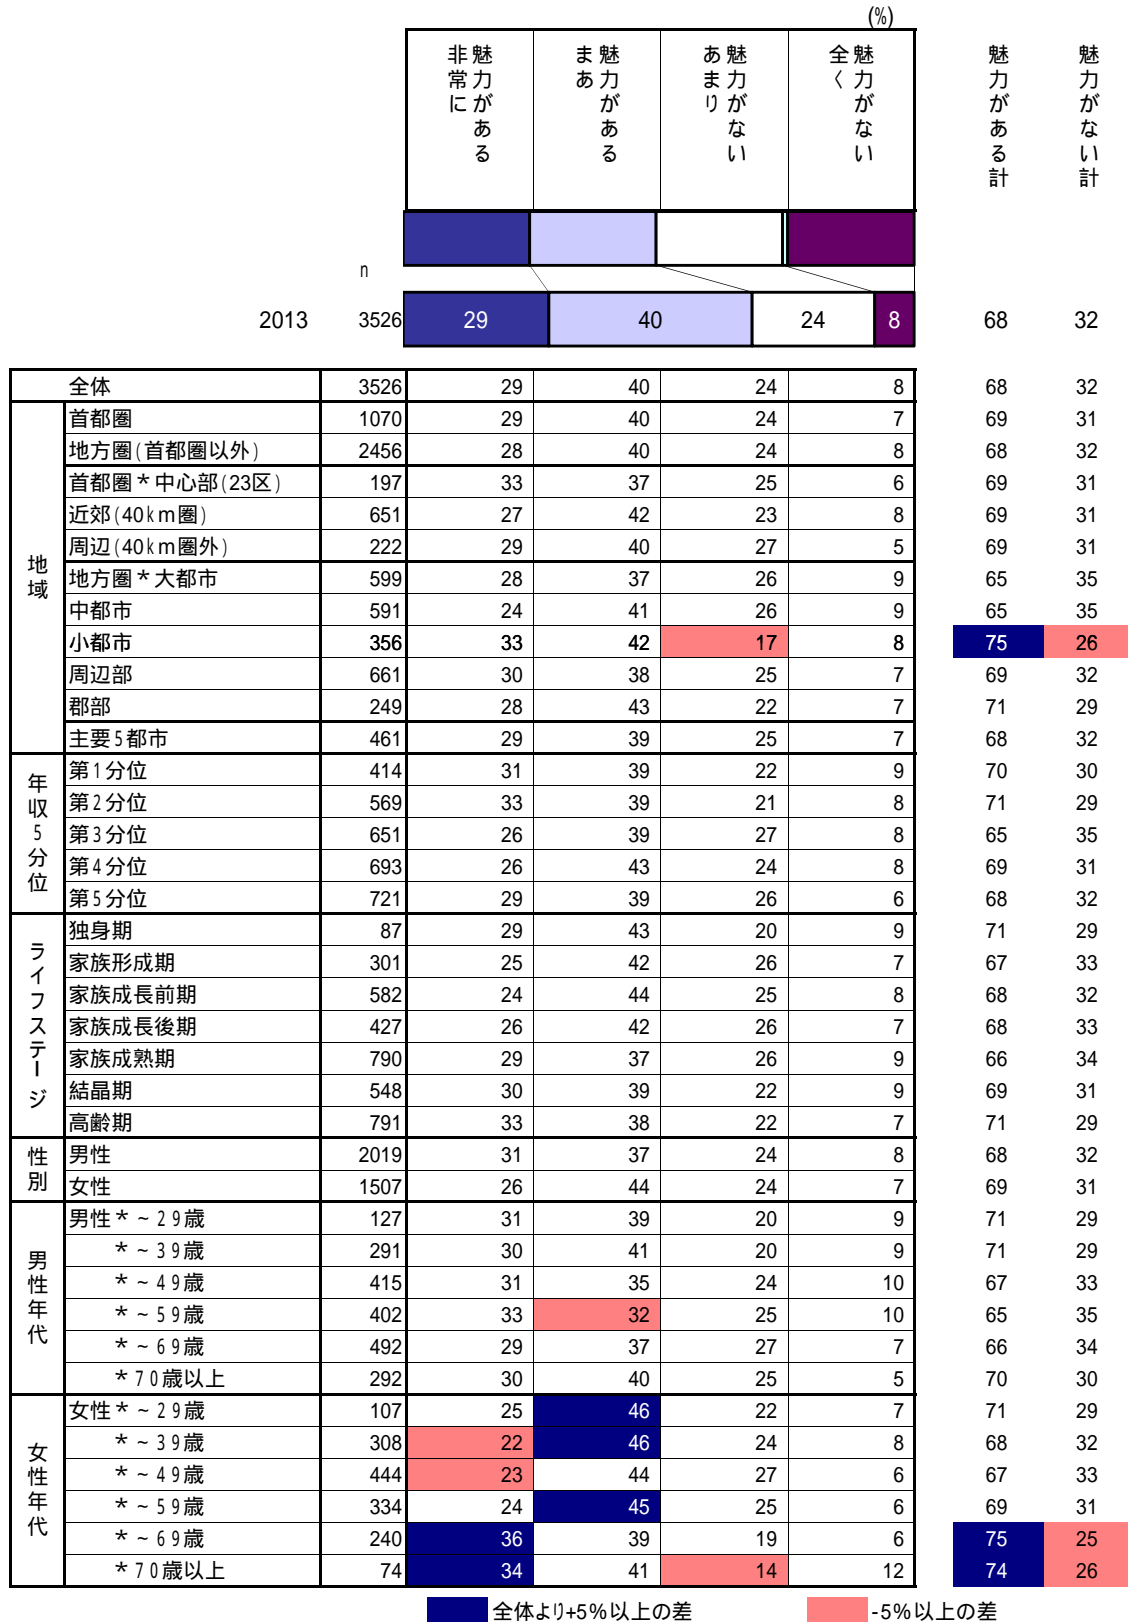 (%)
非常に魅力がある まあ魅力がある あまり魅力がない 全く魅力がない 魅力がある計 魅力がない計
n
2013 3526 29 40 24 8 68 32
全体 3526 29 40 24 8 68 32
地域
首都圏 1070 29 40 24 7 69 31
地方圏(首都圏以外) 2456 28 40 24 8 68 32
首都圏*中心部(23区) 197 33 37 25 6 69 31
近郊(40km圏) 651 27 42 23 8 69 31
周辺(40km圏外) 222 29 40 27 5 69 31
地方圏*大都市 599 28 37 26 9 65 35
中都市 591 24 41 26 9 65 35
小都市 356 33 42 17 8 75 26
周辺部 661 30 38 25 7 69 32
郡部 249 28 43 22 7 71 29
主要5都市 461 29 39 25 7 68 32
年収5分位
第1分位 414 31 39 22 9 70 30
第2分位 569 33 39 21 8 71 29
第3分位 651 26 39 27 8 65 35
第4分位 693 26 43 24 8 69 31
第5分位 721 29 39 26 6 68 32
ライフステージ
独身期 87 29 43 20 9 71 29
家族形成期 301 25 42 26 7 67 33
家族成長前期 582 24 44 25 8 68 32
家族成長後期 427 26 42 26 7 68 33
家族成熟期 790 29 37 26 9 66 34
結晶期 548 30 39 22 9 69 31
高齢期 791 33 38 22 7 71 29
性別
男性 2019 31 37 24 8 68 32
女性 1507 26 44 24 7 69 31
男性年代
男性*~29歳 127 31 39 20 9 71 29
*~39歳 291 30 41 20 9 71 29
*~49歳 415 31 35 24 10 67 33
*~59歳 402 33 32 25 10 65 35
*~69歳 492 29 37 27 7 66 34
*70歳以上 292 30 40 25 5 70 30
女性年代
女性*~29歳 107 25 46 22 7 71 29
*~39歳 308 22 46 24 8 68 32
*~49歳 444 23 44 27 6 67 33
*~59歳 334 24 45 25 6 69 31
*~69歳 240 36 39 19 6 75 25
*70歳以上 74 34 41 14 12 74 26
全体より+5%以上の差 -5%以上の差